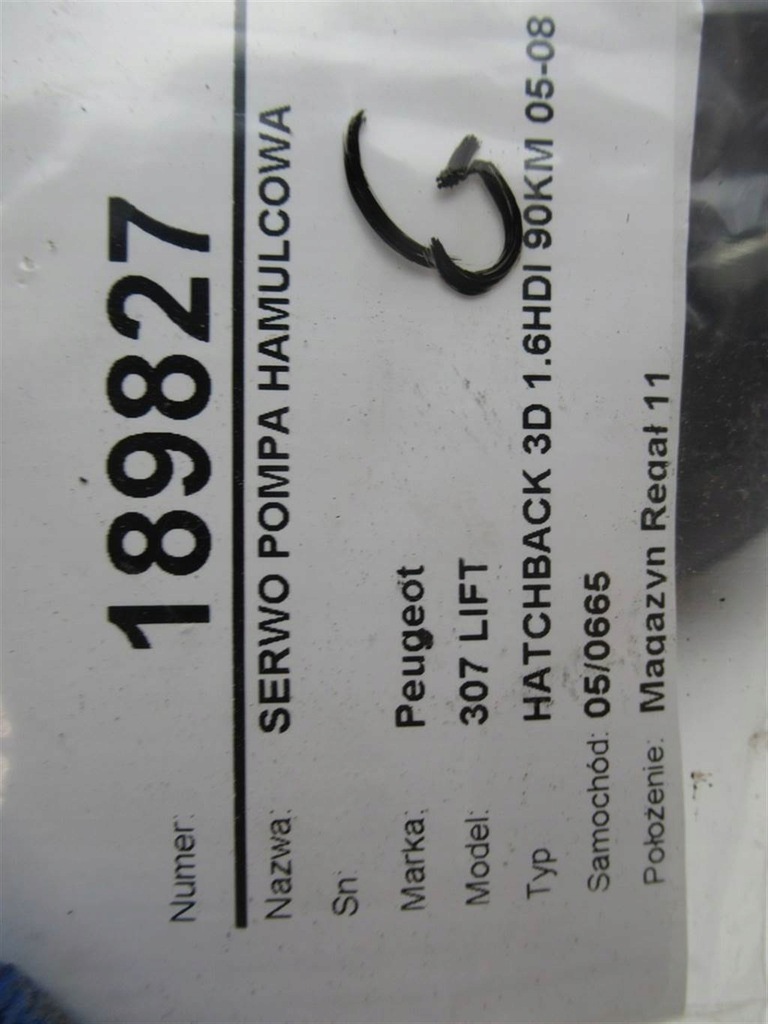 Numer: 189827
Nazwa: SERWO POMPA HAMULCOWA
Sn:
Marka: Peugeot
Model: 307 LIFT
Typ HATCHBACK 3D 1.6HDI 90KM 05-08
Samochód: 05/0665
Położenie: Magazyn Regał 11